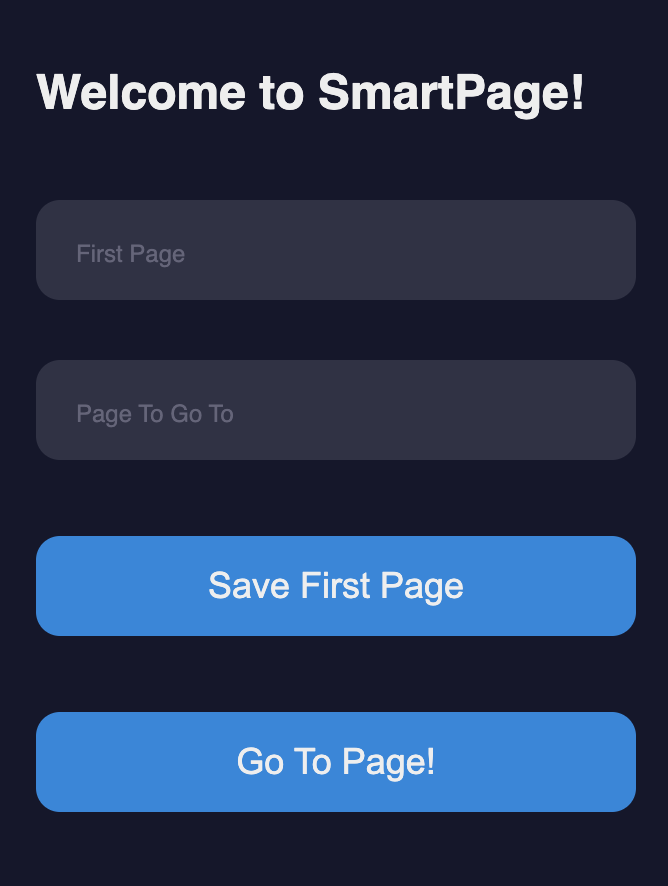 Welcome to SmartPage!
First Page
Page To Go To
Save First Page
Go To Page!